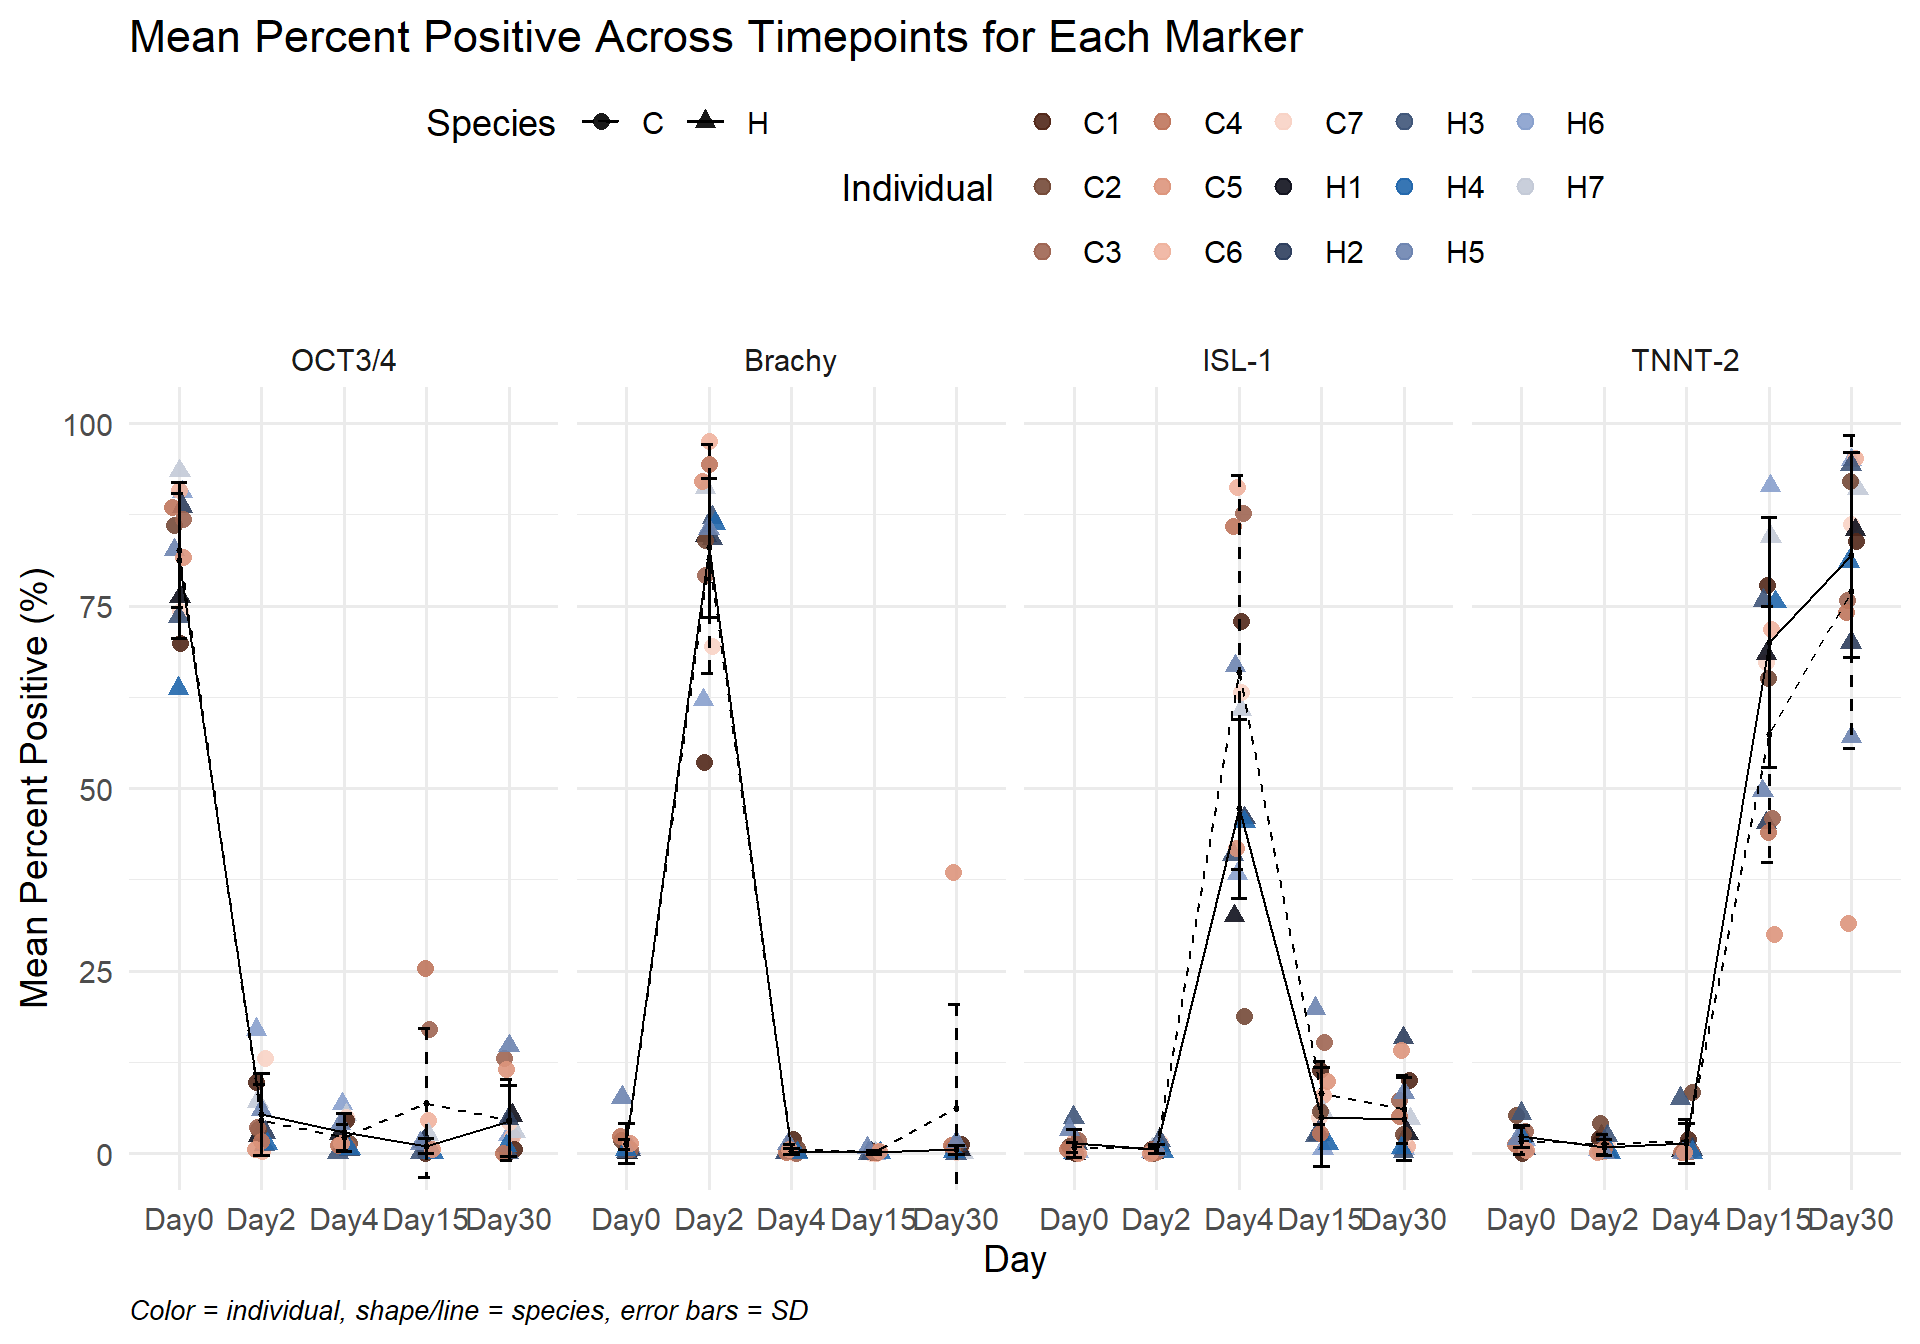 Mean Percent Positive Across Timepoints for Each Marker
Species C H
Individual
C1 C4 C7 H3 H6
C2 C5 H1 H4 H7
C3 C6 H2 H5
OCT3/4 Brachy ISL-1 TNNT-2
Mean Percent Positive (%)
100
75
50
25
0
Day0 Day2 Day4 Day15 Day30 Day0 Day2 Day4 Day15 Day30 Day0 Day2 Day4 Day15 Day30 Day0 Day2 Day4 Day15 Day30
Day
Color = individual, shape/line = species, error bars = SD